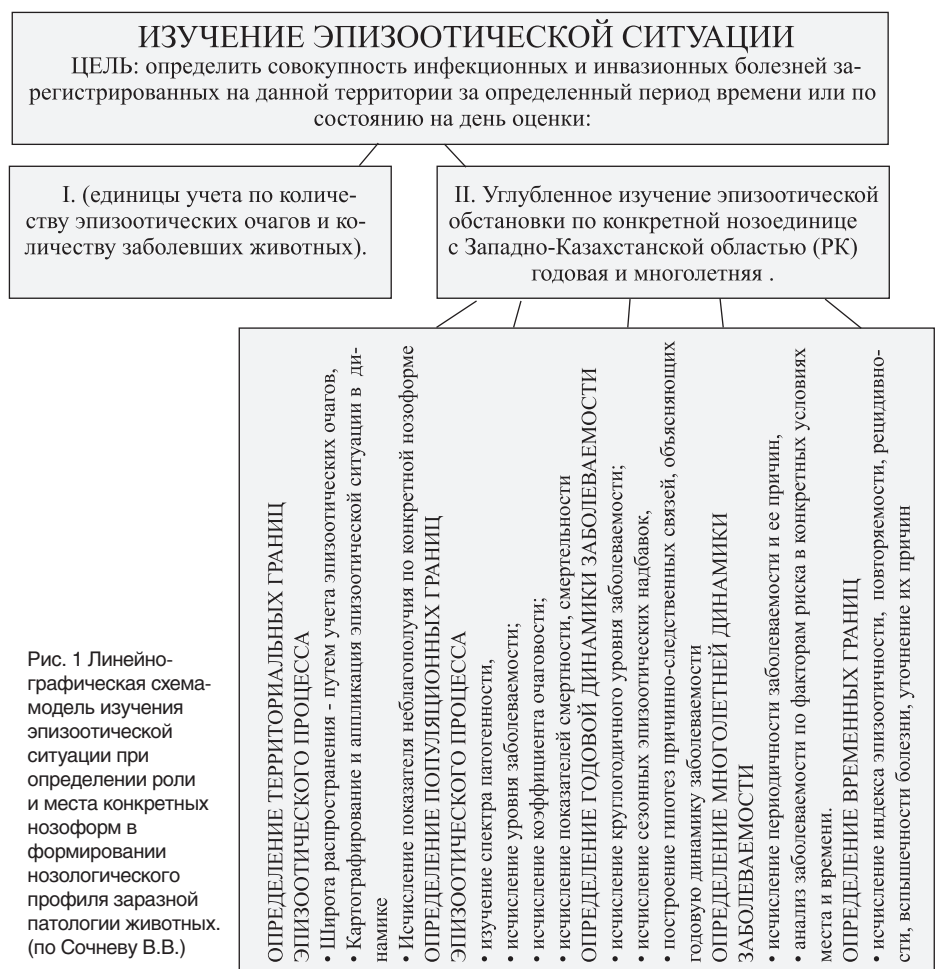 ИЗУЧЕНИЕ ЭПИЗООТИЧЕСКОЙ СИТУАЦИИ
ЦЕЛЬ: определить совокупность инфекционных и инвазионных болезней за-
регистрированных на данной территории за определенный период времени или по
состоянию на день оценки:
I. (единицы учета по количе-
ству эпизоотических очагов и ко-
личеству заболевших животных).
II. Углубленное изучение эпизоотической
обстановки по конкретной нозоединице
с Западно-Казахстанской областью (РК)
годовая и многолетняя .
ОПРЕДЕЛЕНИЕ ТЕРРИТОРИАЛЬНЫХ ГРАНИЦ
ЭПИЗООТИЧЕСКОГО ПРОЦЕССА
• Широта распространения - путем учета эпизоотических очагов,
• Картографирование и аппликация эпизоотической ситуации в ди-
намике
• Исчисление показателя неблагополучия по конкретной нозоформе
ОПРЕДЕЛЕНИЕ ПОПУЛЯЦИОННЫХ ГРАНИЦ
ЭПИЗООТИЧЕСКОГО ПРОЦЕССА
• изучение спектра патогенности,
• исчисление уровня заболеваемости;
• исчисление коэффициента очаговости;
• исчисление показателей смертности, смертельности
ОПРЕДЕЛЕНИЕ ГОДОВОЙ ДИНАМИКИ ЗАБОЛЕВАЕМОСТИ
• исчисление круглогодичного уровня заболеваемости;
• исчисление сезонных эпизоотических надбавок,
• построение гипотез причинно-следственных связей, объясняющих
годовую динамику заболеваемости
ОПРЕДЕЛЕНИЕ МНОГОЛЕТНЕЙ ДИНАМИКИ
ЗАБОЛЕВАЕМОСТИ
• исчисление периодичности заболеваемости и ее причин,
• анализ заболеваемости по факторам риска в конкретных условиях
места и времени.
ОПРЕДЕЛЕНИЕ ВРЕМЕННЫХ ГРАНИЦ
• исчисление индекса эпизоотичности, повторяемости, рецидивно-
сти, вспышечности болезни, уточнение их причин
Рис. 1 Линейно-
графическая схема-
модель изучения
эпизоотической
ситуации при
определении роли
и места конкретных
нозоформ в
формировании
нозологического
профиля заразной
патологии животных.
(по Сочневу В.В.)